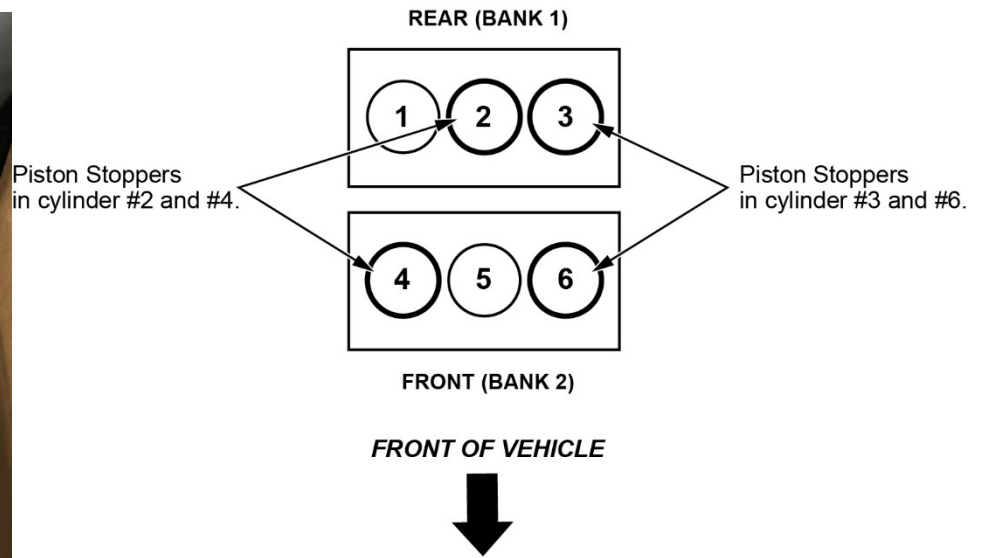 REAR (BANK 1)
1 2 3
Piston Stoppers
in cylinder #2 and #4.
Piston Stoppers
in cylinder #3 and #6.
4 5 6
FRONT (BANK 2)
FRONT OF VEHICLE